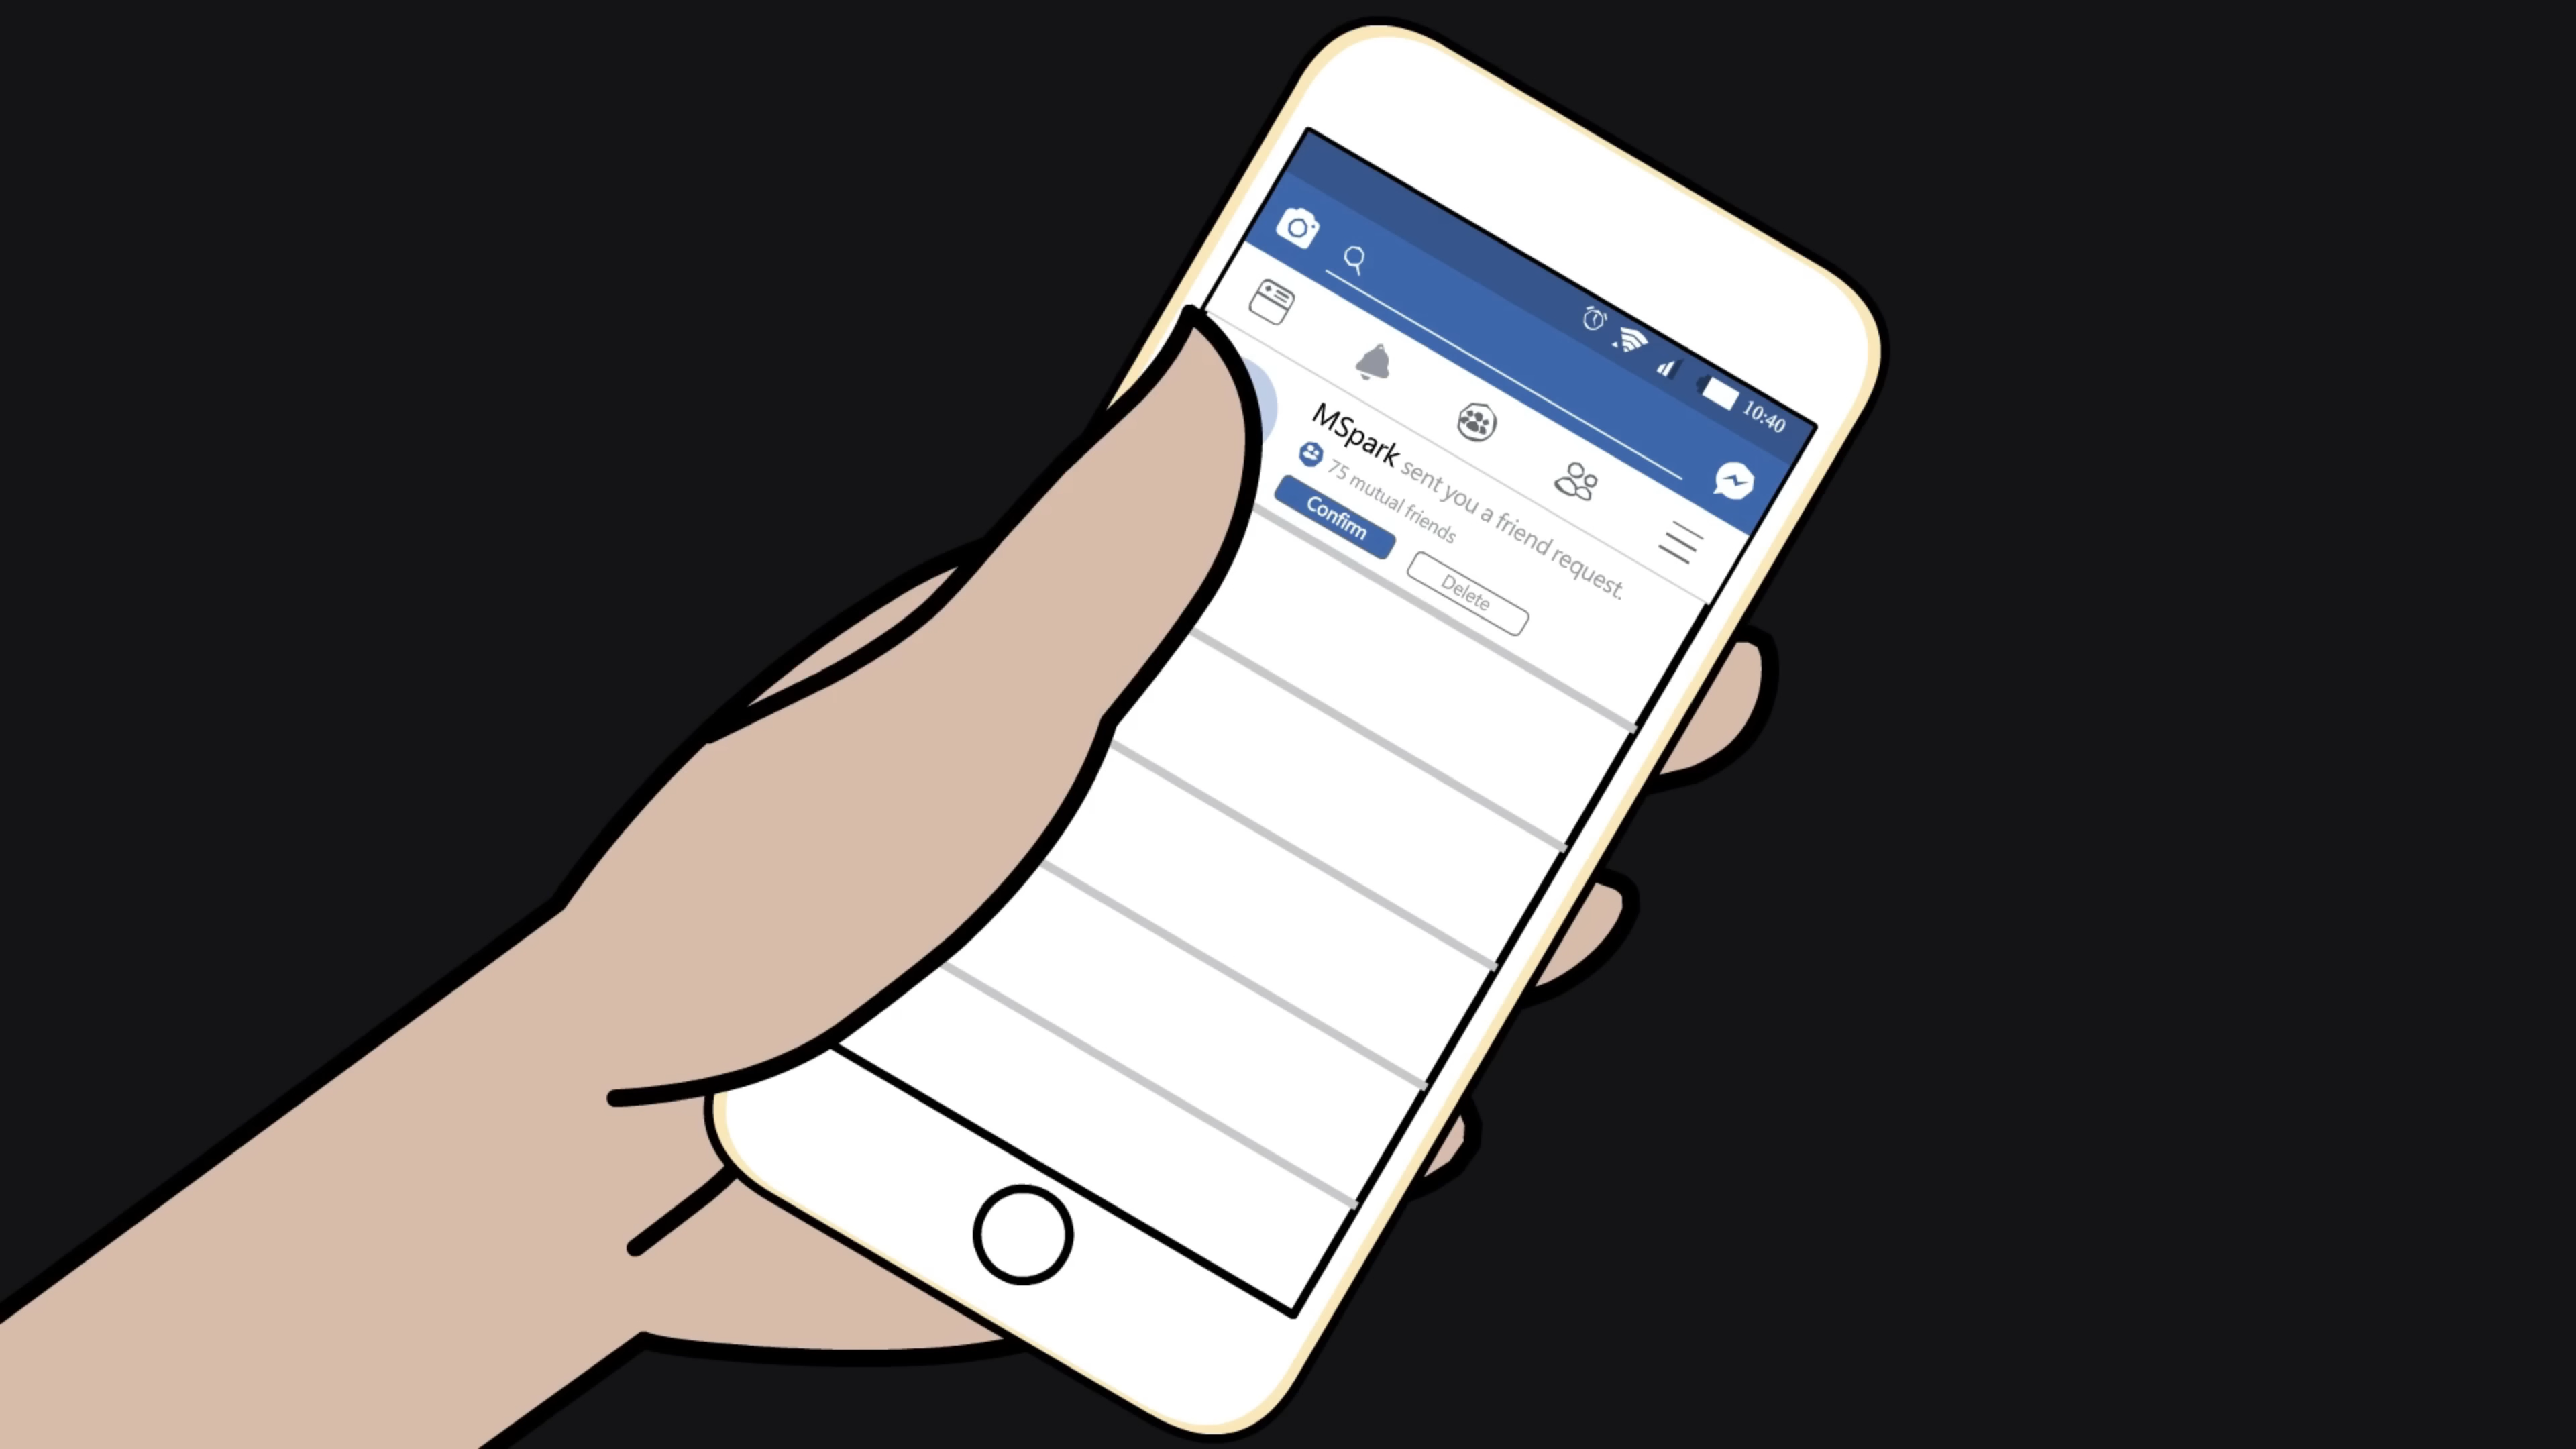 10:40
MSpark sent you a friend request.
75 mutual friends
Confirm
Delete